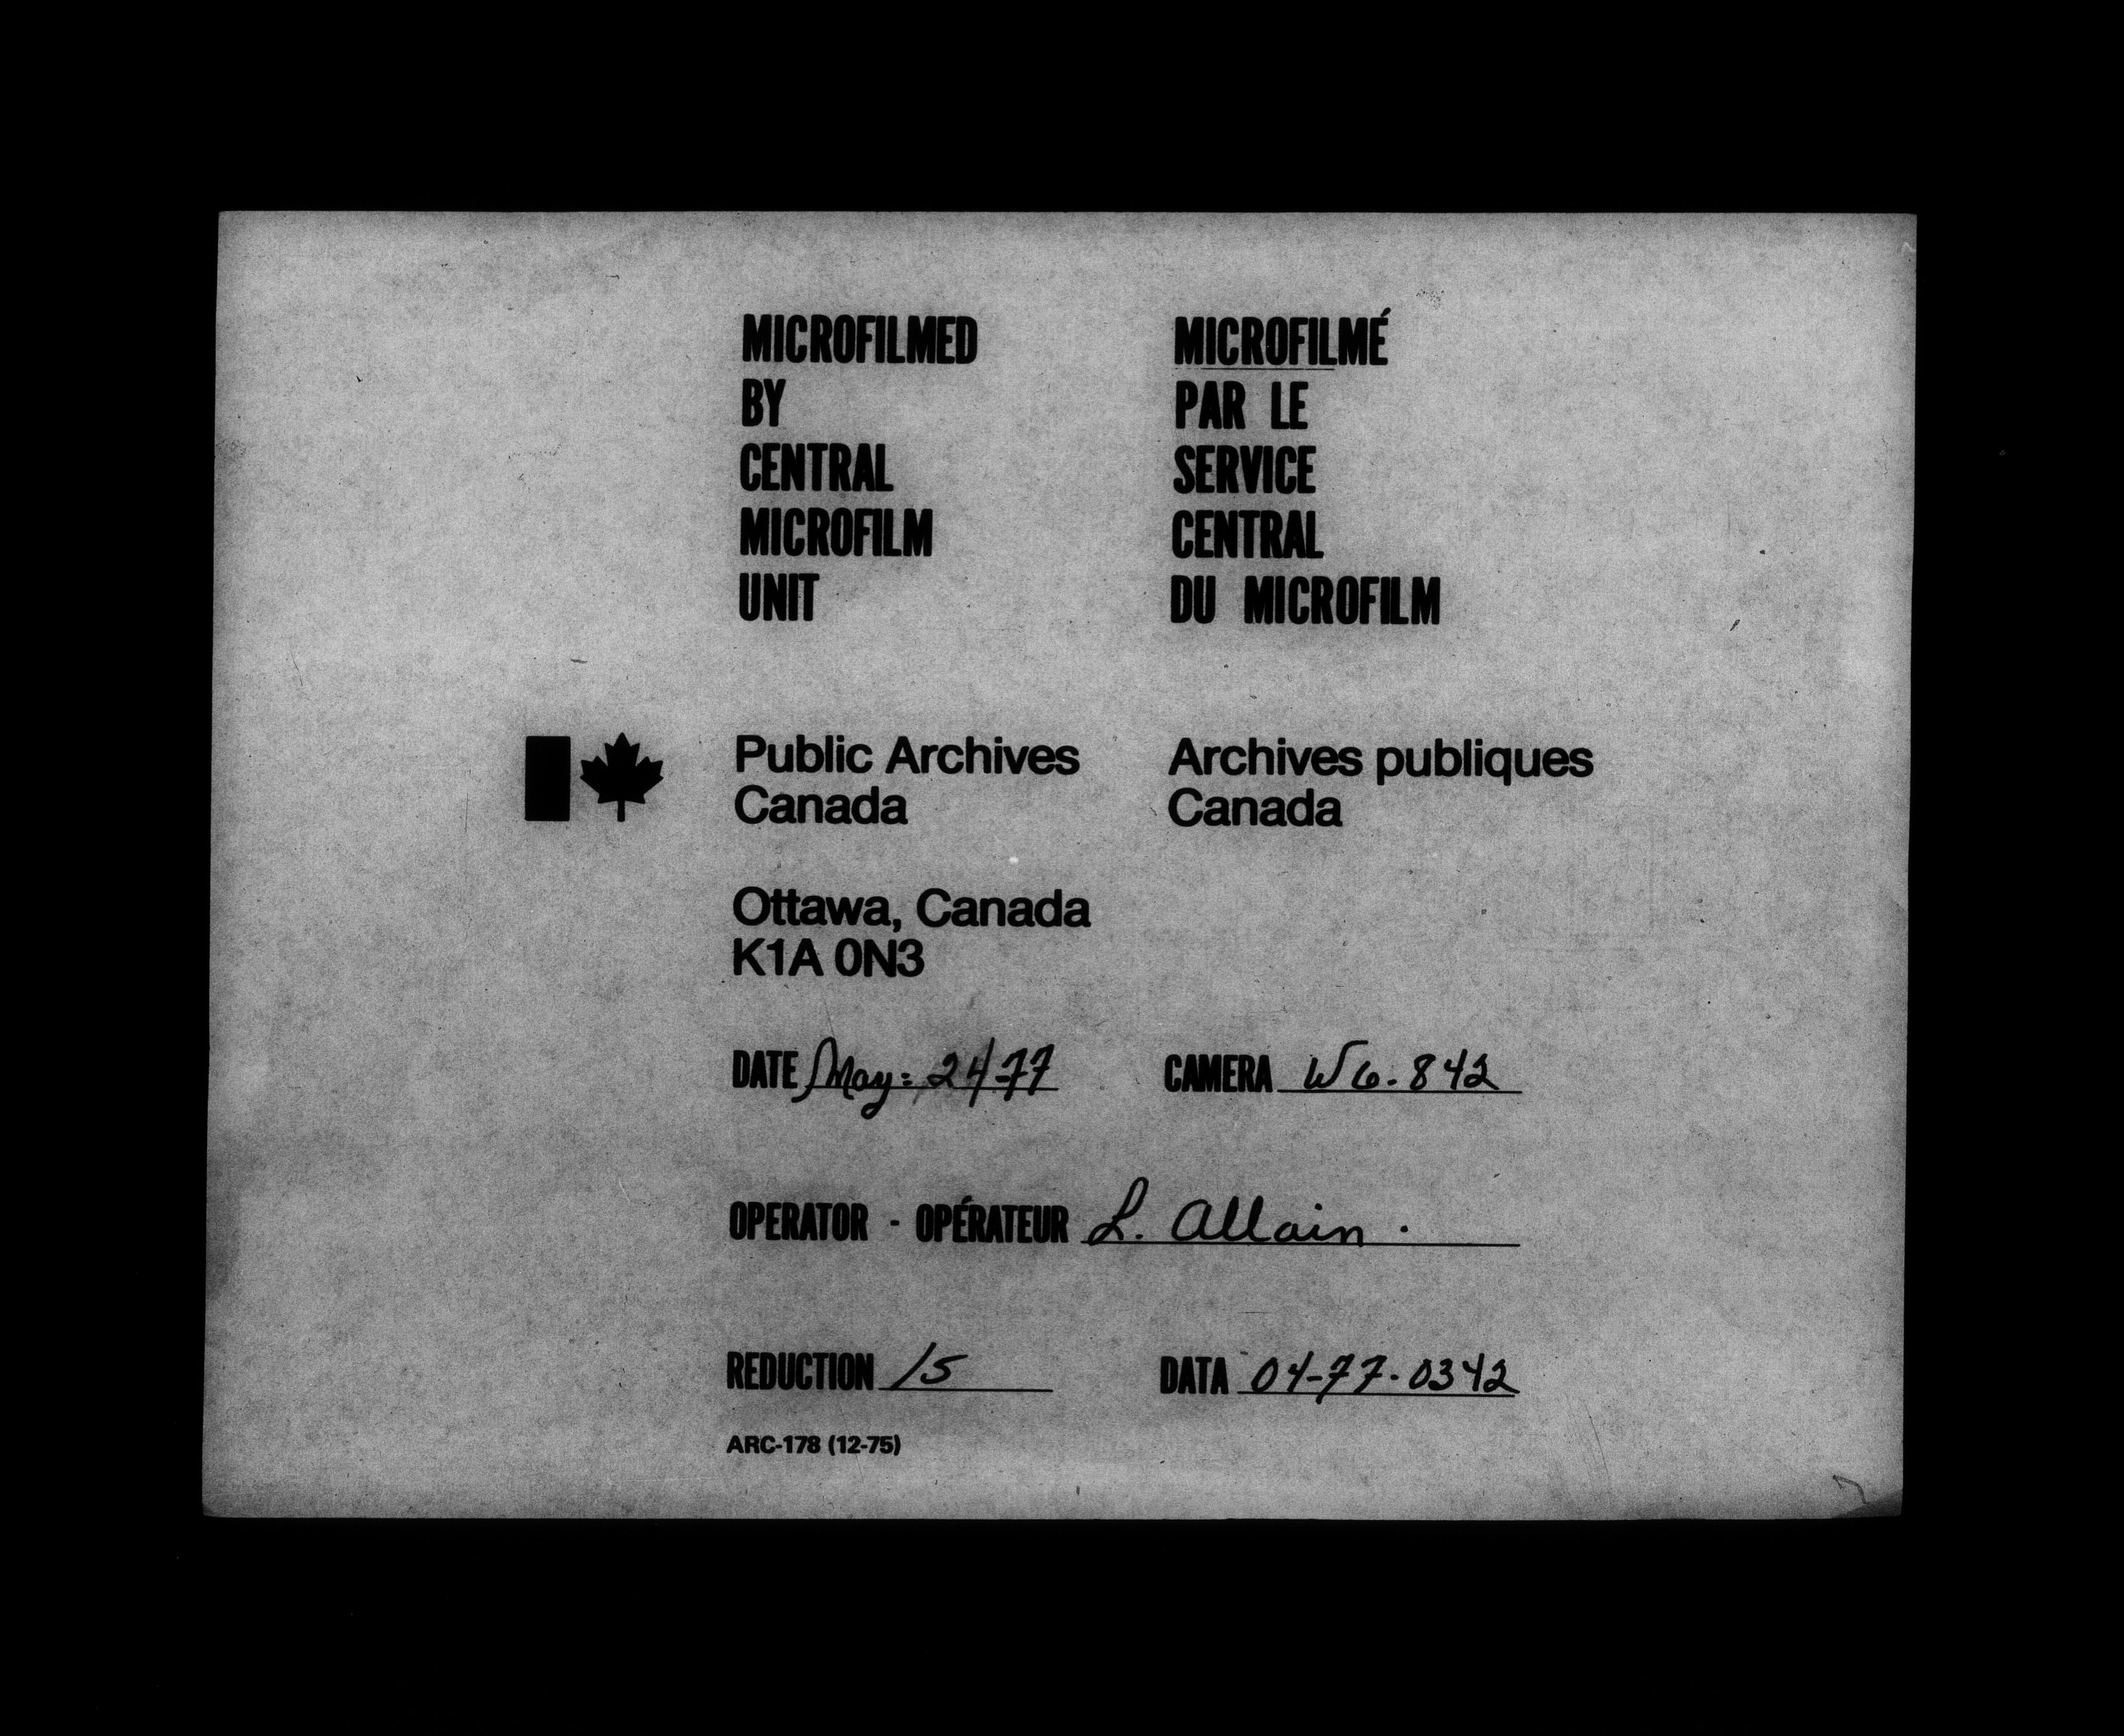 MICROFILMED
BY
CENTRAL
MICROFILM
UNIT
MICROFILMÉ
PAR LE
SERVICE
CENTRAL
DU MICROFILM
Public Archives
Canada
Archives publiques
Canada
Ottawa, Canada
K1A 0N3
DATE May: 24-77
CAMERA W6.842
OPERATOR - OPÉRATEUR L. Allain.
REDUCTION 15
DATA 04-77.0342
ARC-178 (12-75)